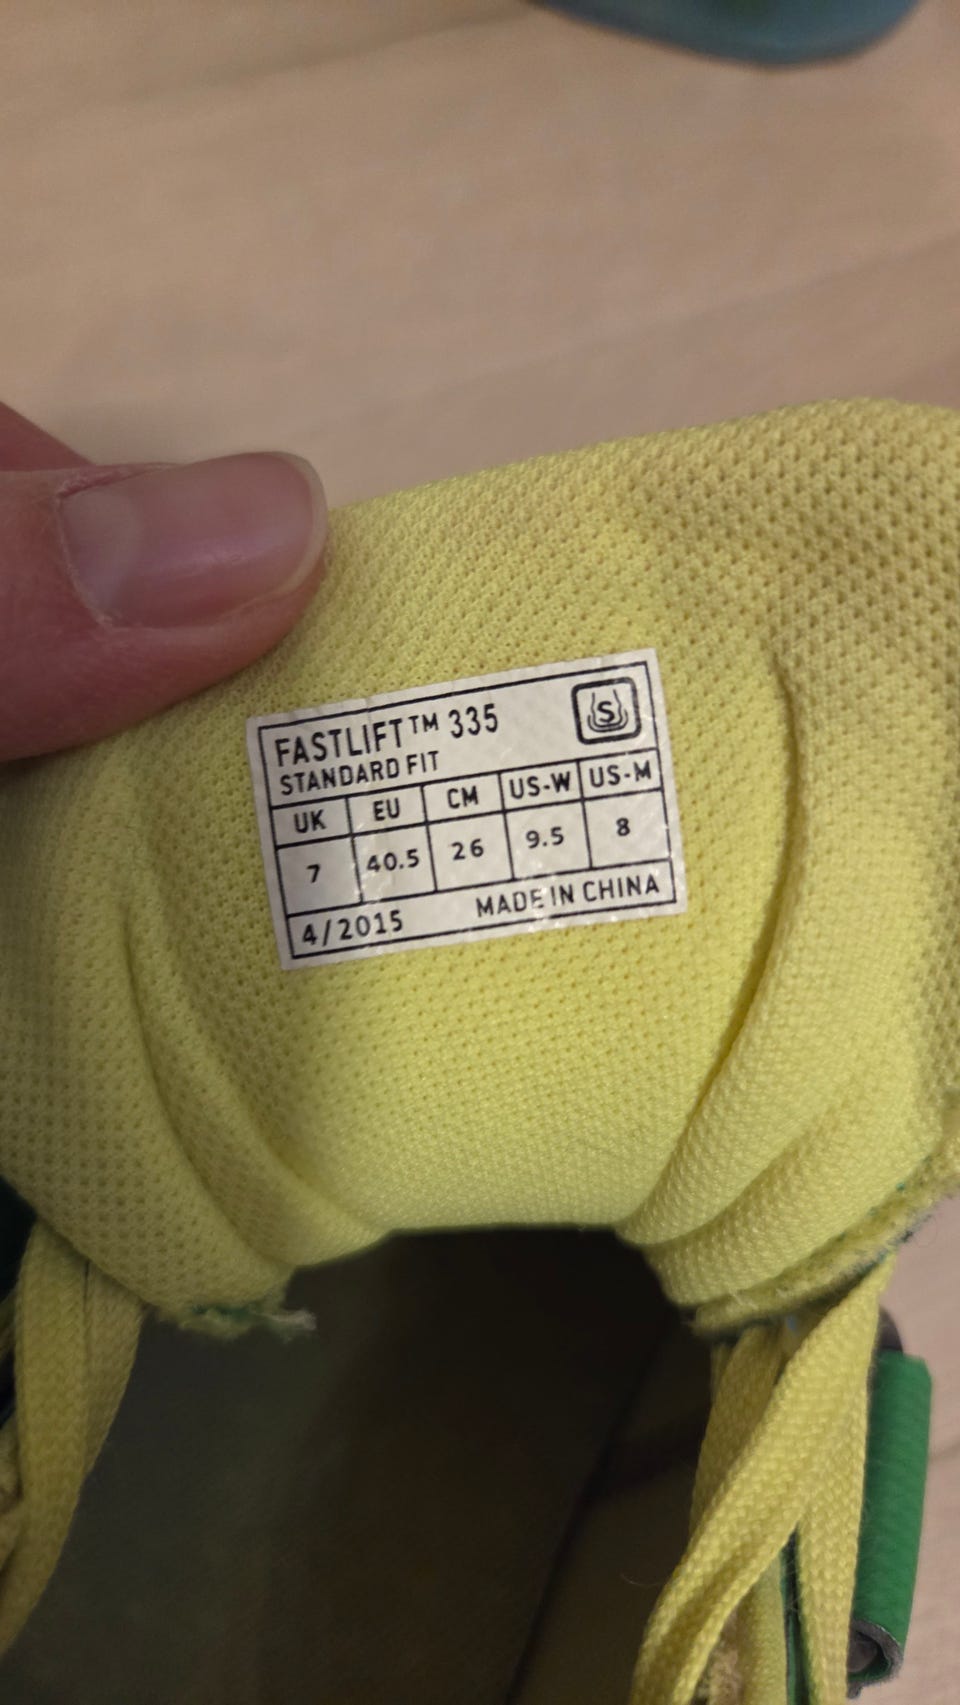 FASTLIFT™ 335
STANDARD FIT
S
UK EU CM US-W US-M
7 40.5 26 9.5 8
4/2015 MADE IN CHINA